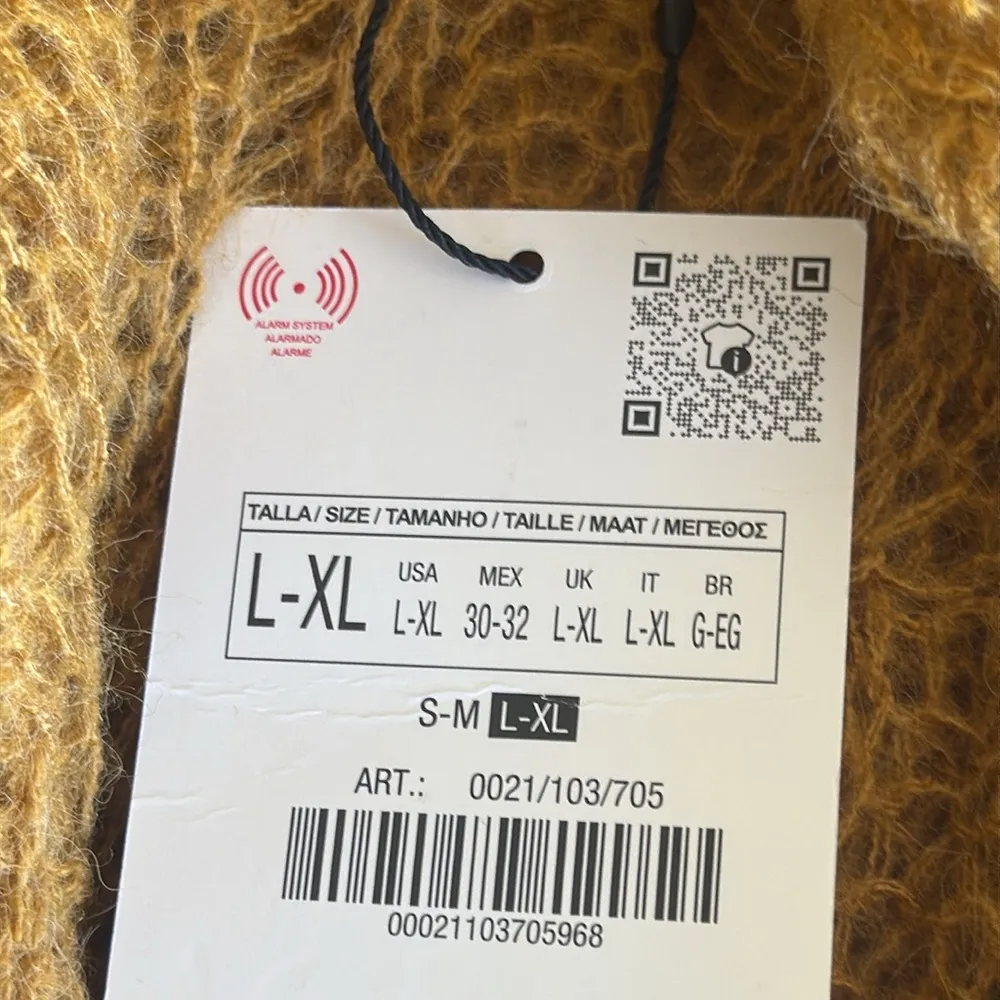 ALARM SYSTEM
ALARMADO
ALARME
TALLA / SIZE / TAMANHO / TAILLE / MAAT / ΜΕΓΕΘΟΣ
L-XL USA MEX UK IT BR
L-XL 30-32 L-XL L-XL G-EG
S-M L-XL
ART.: 0021/103/705
00021103705968